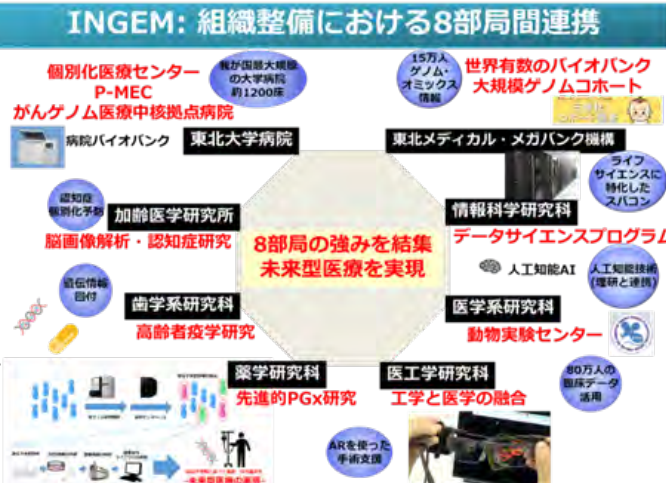 INGEM: 組織整備における8部局間連携
個別化医療センター
P-MEC
がんゲノム医療中核拠点病院
我が国最大規模
の大学病院
約1200床
15万人
ゲノム・
オミックス
情報
世界有数のバイオバンク
大規模ゲノムコホート
病院バイオバンク
東北大学病院
東北メディカル・メガバンク機構
ライフ
サイエンスに
特化した
スパコン
認知症
個別化予防
加齢医学研究所
脳画像解析・認知症研究
情報科学研究科
データサイエンスプログラム
8部局の強みを結集
未来型医療を実現
人工知能AI
人工知能技術
(理研と連携)
遺伝情報
回付
歯学系研究科
高齢者疫学研究
医学系研究科
動物実験センター
薬学研究科
先進的PGx研究
医工学研究科
工学と医学の融合
80万人の
臨床データ
活用
ARを使った
手術支援
未来型医療の実現